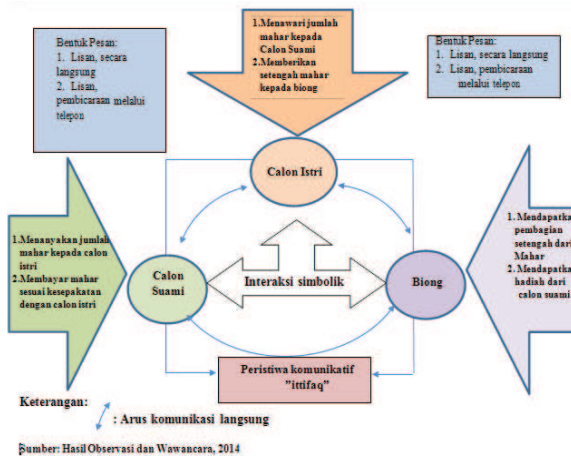 Bentuk Pesan:
1. Lisan, secara
langsung
2. Lisan,
pembicaraan melalui
telepon
1.Menawari jumlah
mahar kepada
Calon Suami
2.Memberikan
setengah mahar
kepada biong
Bentuk Pesan:
1. Lisan, secara langsung
2. Lisan, pembicaraan
melalui telepon
Calon Istri
1.Menanyakan jumlah
mahar kepada calon
istri
2.Membayar mahar
sesuai kesepakatan
dengan calon istri
Calon
Suami
Interaksi simbolik
Biong
1. Mendapatka
pembagian
setengah dari
Mahar
2. Mendapatka
hadiah dari
calon suami
Peristiwa komunikatif
"ittifaq"
Keterangan:
: Arus komunikasi langsung
Sumber: Hasil Observasi dan Wawancara, 2014